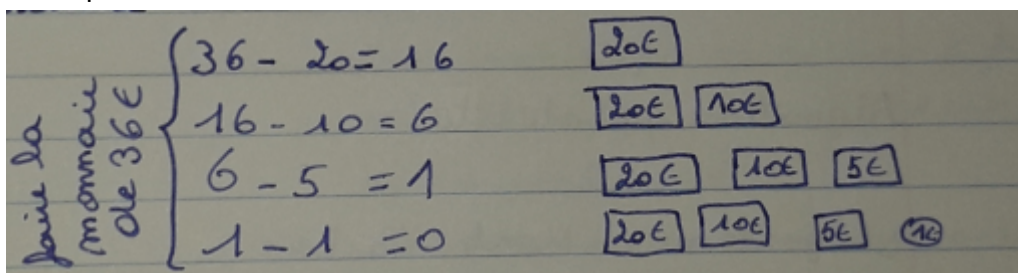 faire la
monnaie
de 36€
36 - 20 = 16 20€
16 - 10 = 6 20€ 10€
6 - 5 = 1 20€ 10€ 5€
1 - 1 = 0 20€ 10€ 5€ 1€